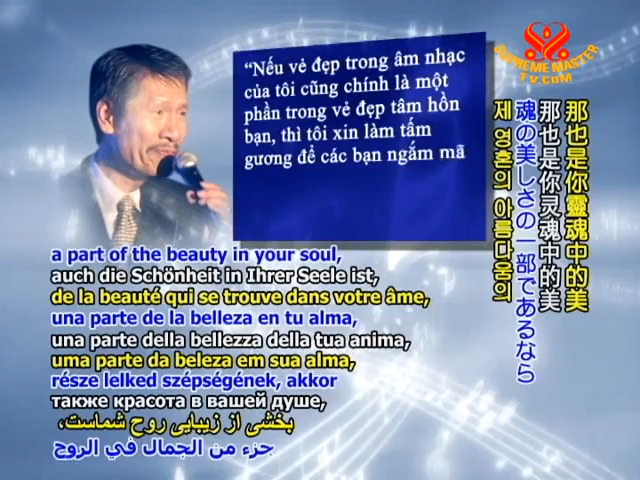 SUPREME MASTER
TV.COM
“Nếu vẻ đẹp trong âm nhạc
của tôi cũng chính là một
phần trong vẻ đẹp tâm hồn
bạn, thì tôi xin làm tấm
gương để các bạn ngắm mã
那也是你靈魂中的美
那也是你灵魂中的美
魂の美しさの一部であるなら
제 영혼의 아름다움의
a part of the beauty in your soul,
auch die Schönheit in Ihrer Seele ist,
de la beauté qui se trouve dans votre âme,
una parte de la belleza en tu alma,
una parte della bellezza della tua anima,
uma parte da beleza em sua alma,
része lelked szépségének, akkor
также красота в вашей душе,
بخشی از زیبایی روح شماست،
جزء من الجمال في الروح